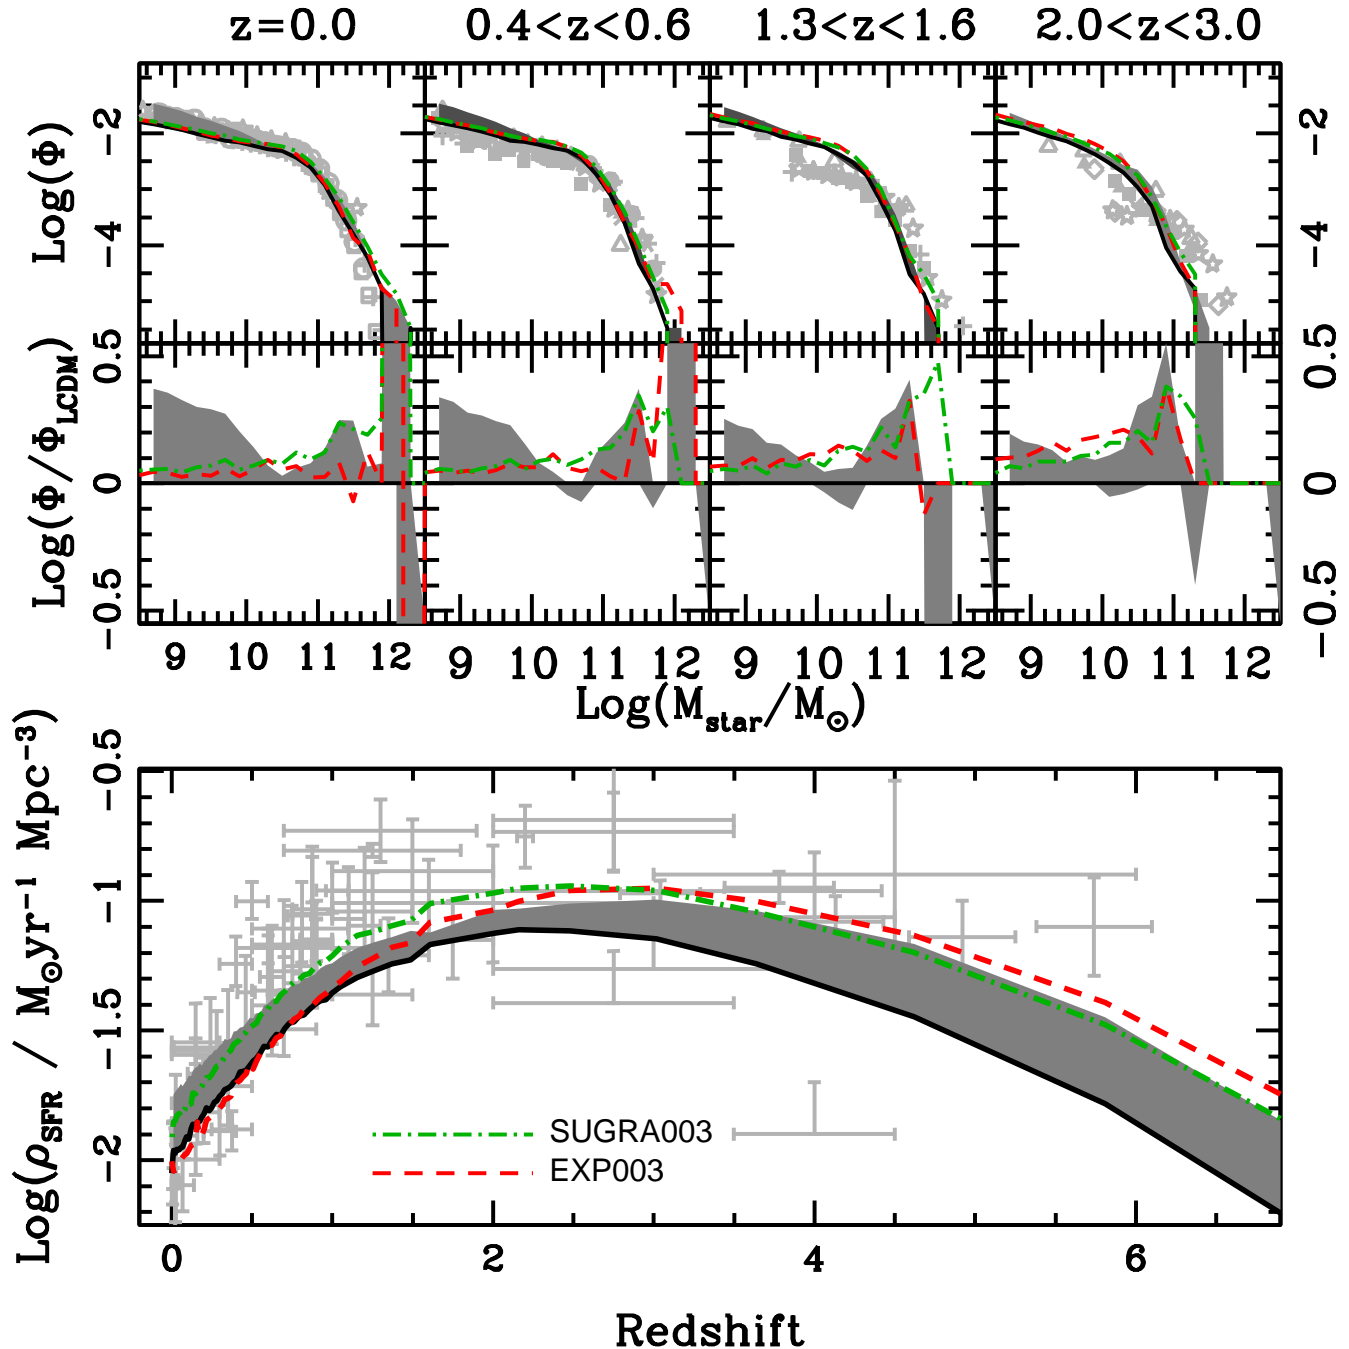 z=0.0 0.4<z<0.6 1.3<z<1.6 2.0<z<3.0
Log(Φ)
−2 −4
−2 −4
Log(Φ/Φ_LCDM)
0.5 0 −0.5
0.5 0 −0.5
9 10 11 12 9 10 11 12 9 10 11 12 9 10 11 12
Log(M_star/M_⊙)
Log(ρ_SFR / M_⊙yr⁻¹ Mpc⁻³)
−0.5 −1 −1.5 −2
SUGRA003
EXP003
0 2 4 6
Redshift